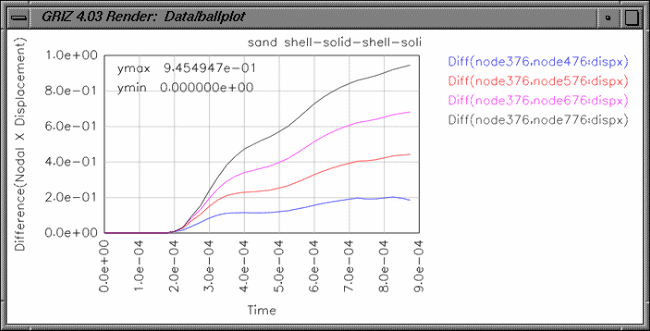 GRIZ 4.03 Render: Data/ballplot
sand shell-solid-shell-soli
ymax 9.454947e-01
ymin 0.000000e+00
Diff(node376,node476:dispx)
Diff(node376,node576:dispx)
Diff(node376,node676:dispx)
Diff(node376,node776:dispx)
Difference(Nodal X Displacement)
1.0e+00
8.0e-01
6.0e-01
4.0e-01
2.0e-01
0.0e+00
0.0e+00
1.0e-04
2.0e-04
3.0e-04
4.0e-04
5.0e-04
6.0e-04
7.0e-04
8.0e-04
9.0e-04
Time